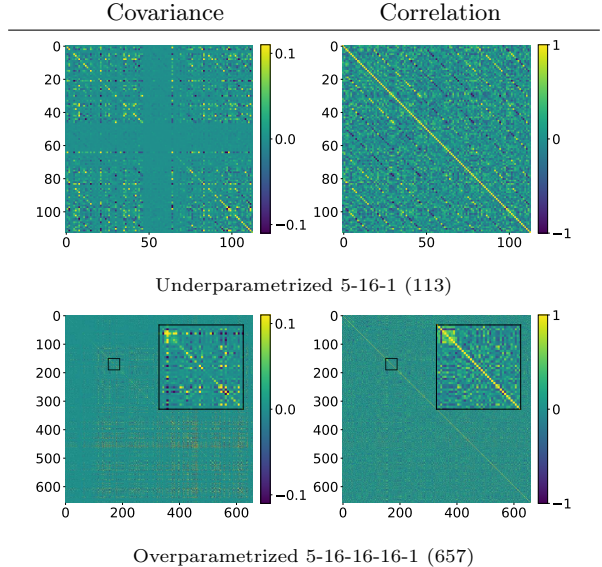 Covariance Correlation
0 20 40 60 80 100
0 50 100
0.1 0.0 −0.1
0 20 40 60 80 100
0 50 100
1 0 −1
Underparametrized 5-16-1 (113)
0 100 200 300 400 500 600
0 200 400 600
0.1 0.0 −0.1
0 100 200 300 400 500 600
0 200 400 600
1 0 −1
Overparametrized 5-16-16-16-1 (657)